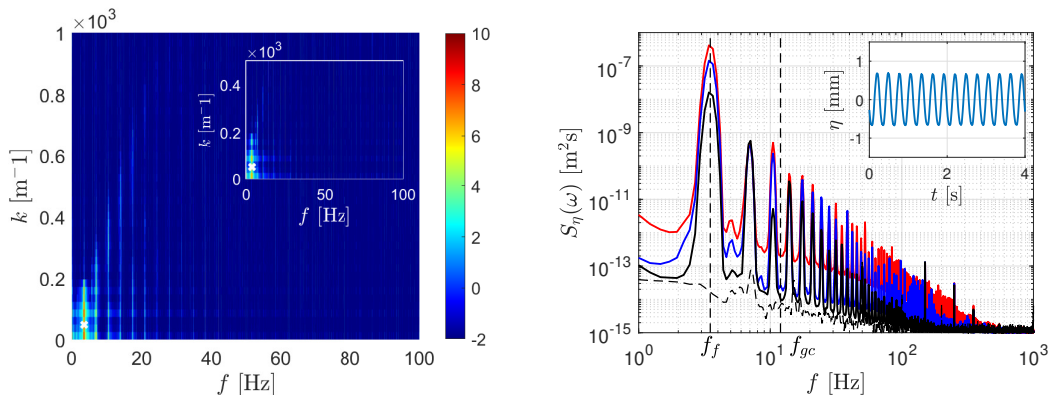 ×10³
1
0.8
0.6
0.4
0.2
0
k [m⁻¹]
0 20 40 60 80 100
f [Hz]
×10³
0.4
0.2
0
k [m⁻¹]
0 50 100
f [Hz]
10
8
6
4
2
0
-2
10⁻⁷
10⁻⁹
10⁻¹¹
10⁻¹³
10⁻¹⁵
S_η(ω) [m²s]
10⁰ f_f 10¹ f_gc 10² 10³
f [Hz]
1
0
-1
η [mm]
0 2 4
t [s]